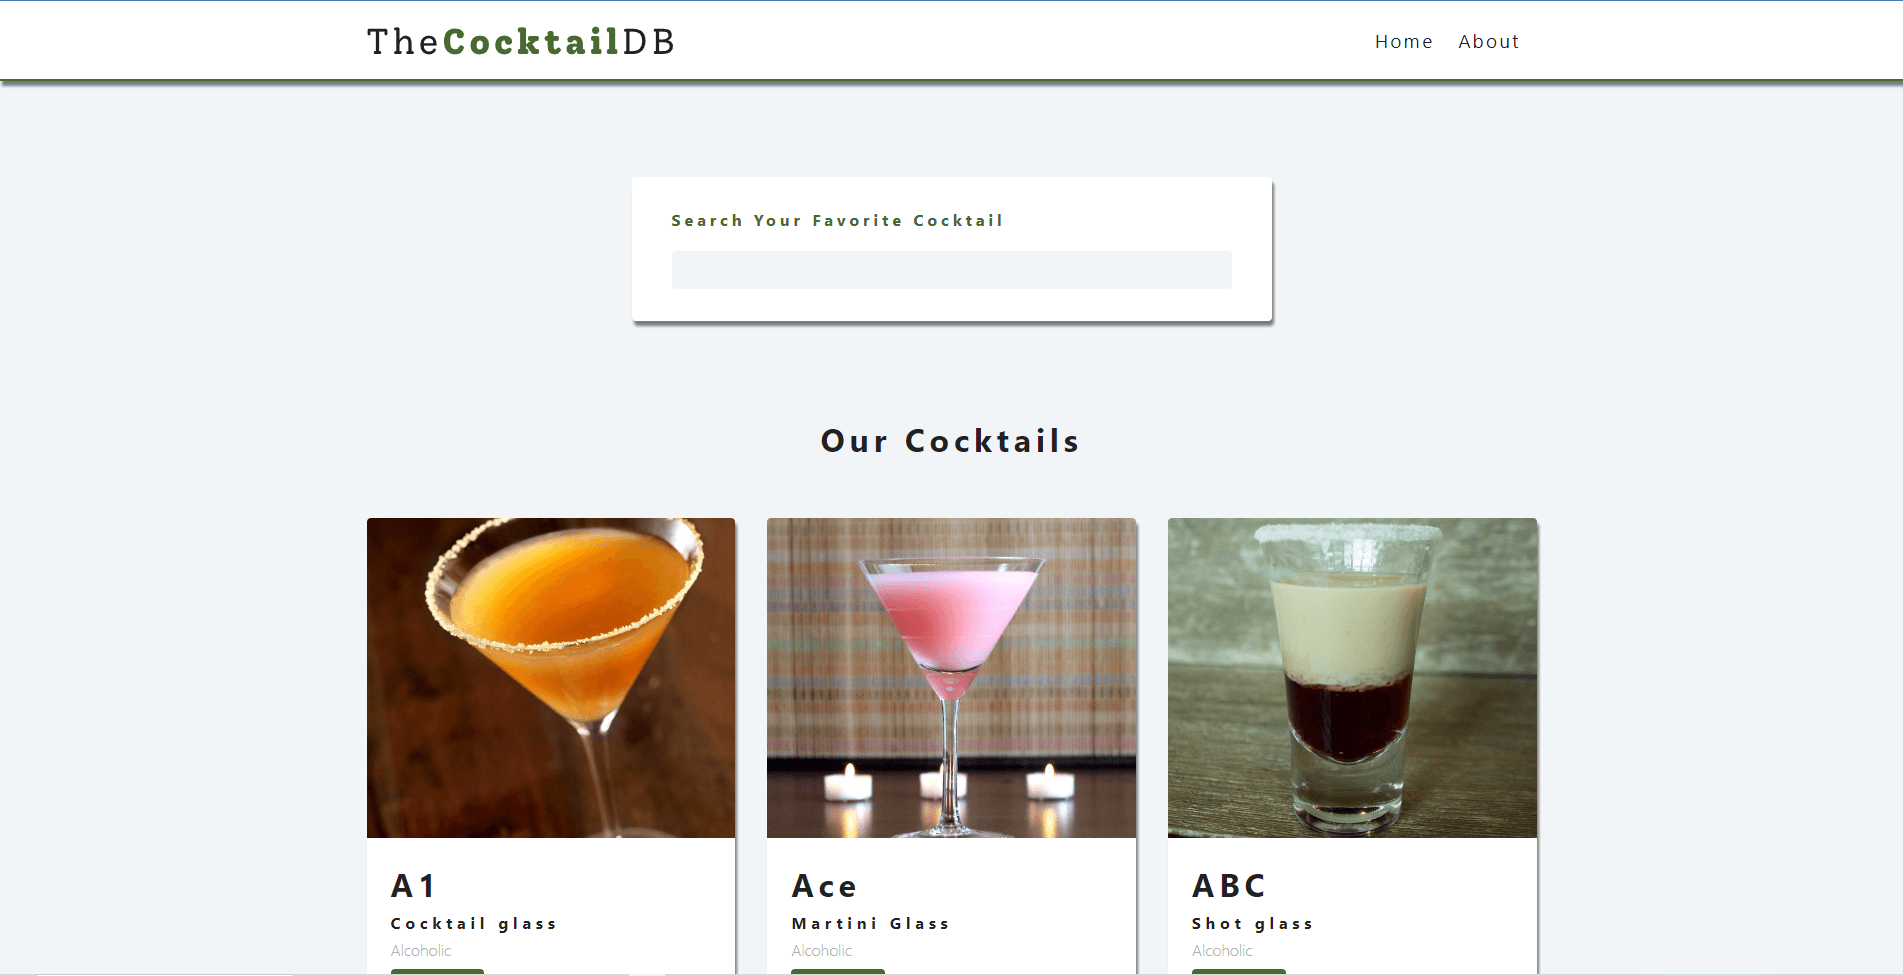 TheCocktailDB
Home About
Search Your Favorite Cocktail
Our Cocktails
A1
Cocktail glass
Alcoholic
Ace
Martini Glass
Alcoholic
ABC
Shot glass
Alcoholic